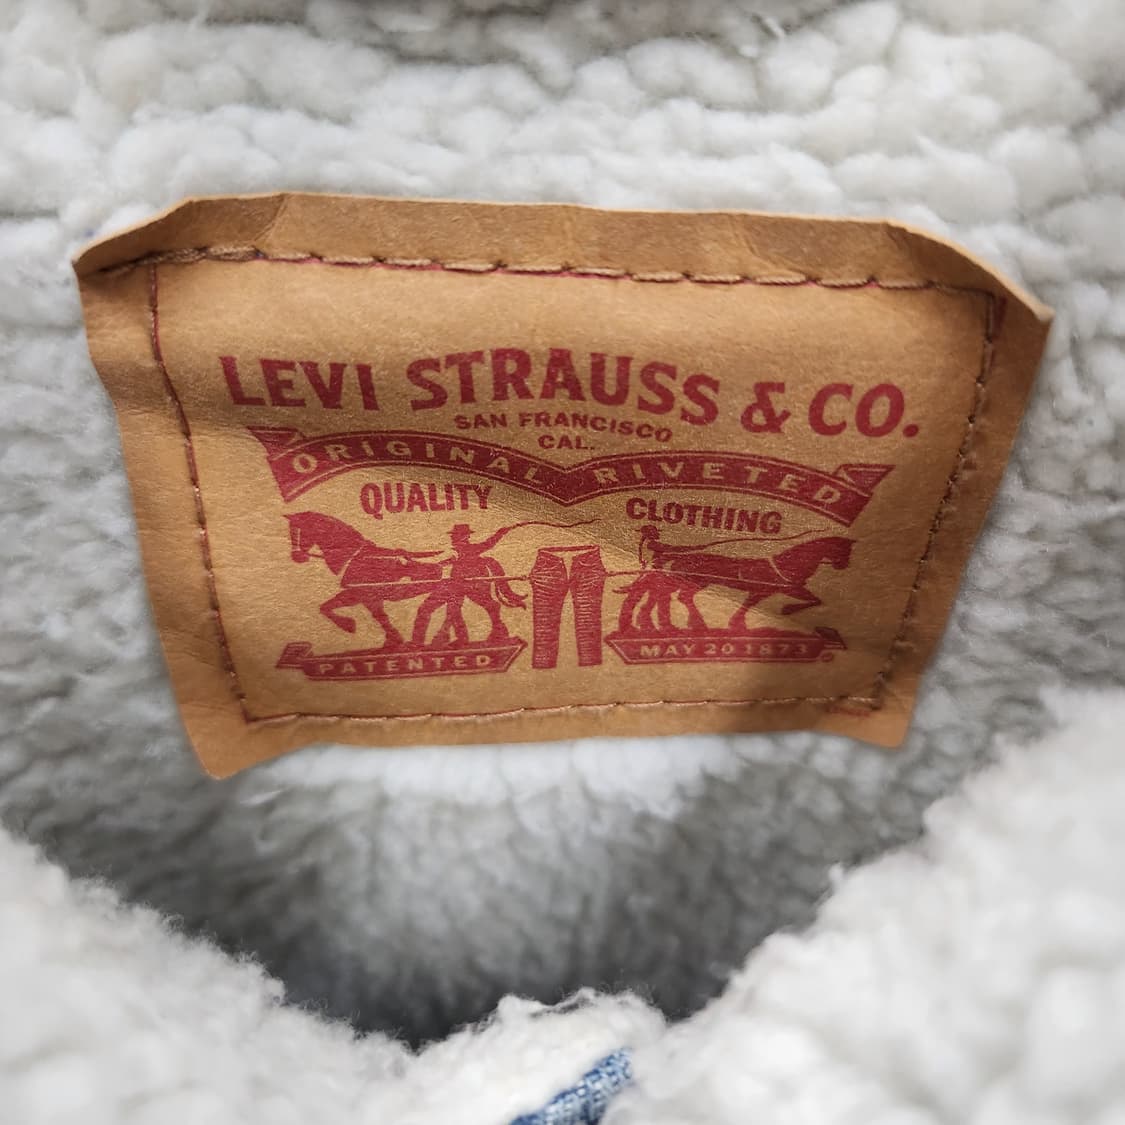 LEVI STRAUSS & CO.
SAN FRANCISCO
CAL.
ORIGINAL RIVETED
QUALITY CLOTHING
PATENTED MAY 20 1873